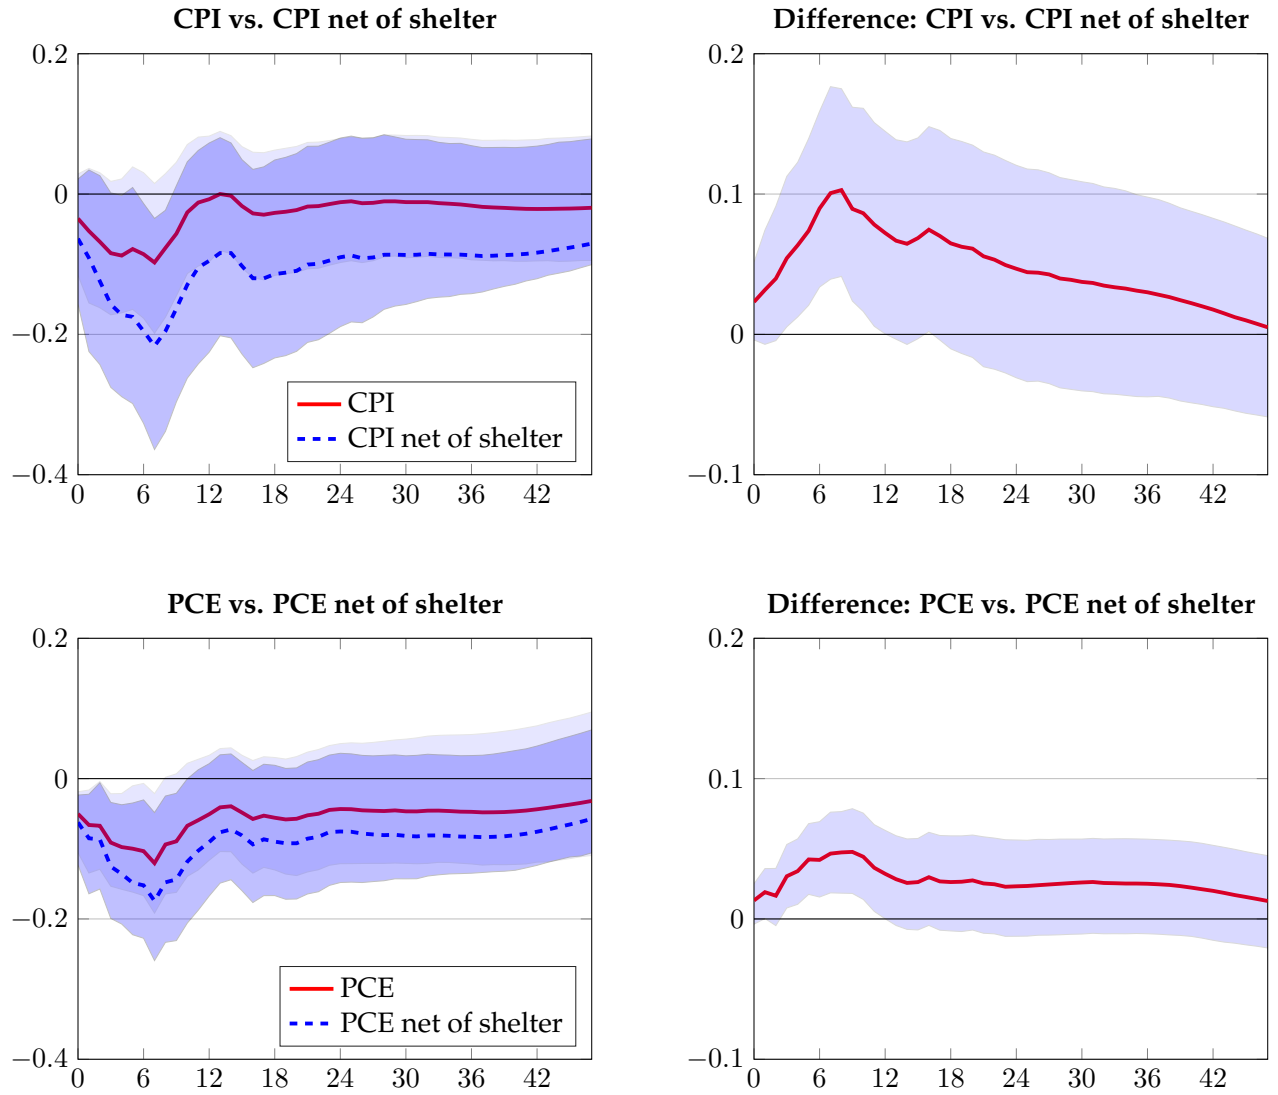 CPI vs. CPI net of shelter
0.2
0
−0.2
−0.4
0 6 12 18 24 30 36 42
CPI
CPI net of shelter
Difference: CPI vs. CPI net of shelter
0.2
0.1
0
−0.1
0 6 12 18 24 30 36 42
PCE vs. PCE net of shelter
0.2
0
−0.2
−0.4
0 6 12 18 24 30 36 42
PCE
PCE net of shelter
Difference: PCE vs. PCE net of shelter
0.2
0.1
0
−0.1
0 6 12 18 24 30 36 42